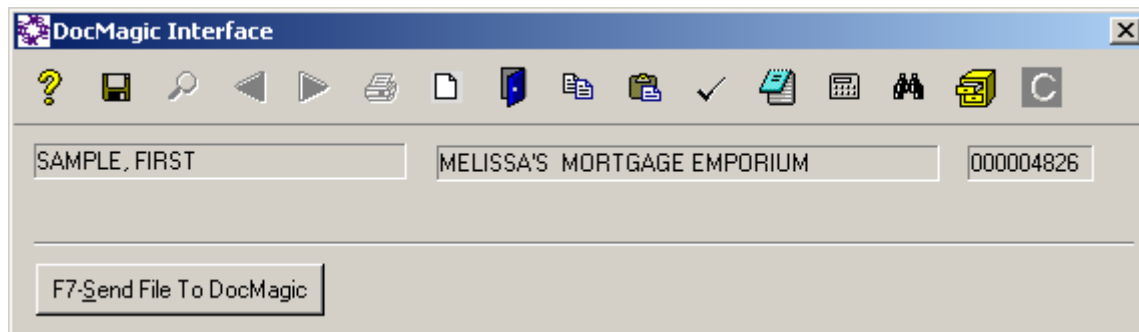 DocMagic Interface
SAMPLE, FIRST MELISSA'S  MORTGAGE EMPORIUM 000004826
F7-Send File To DocMagic